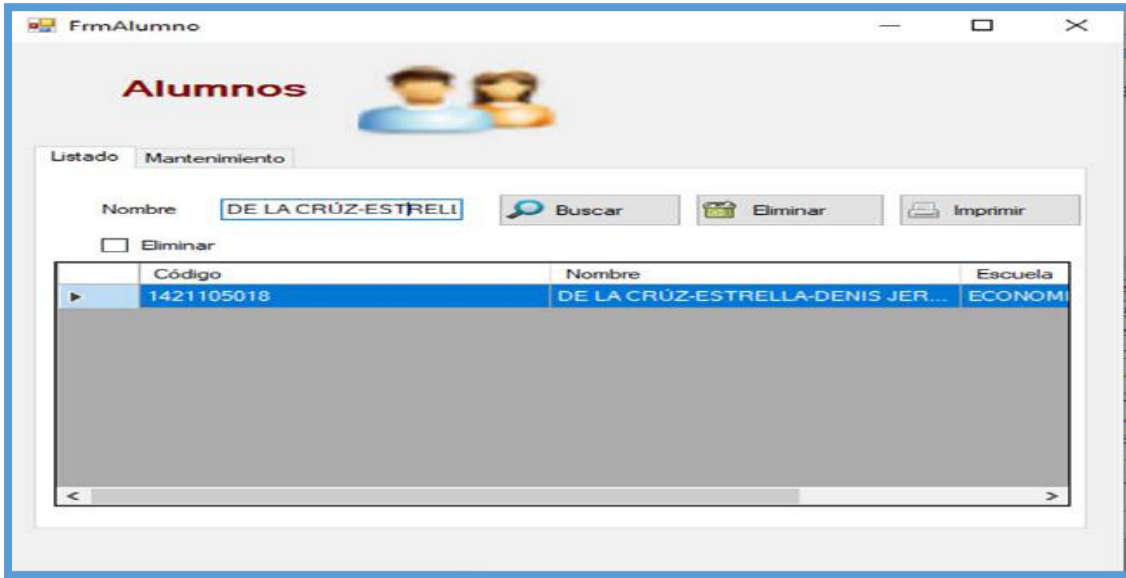 FrmAlumno
Alumnos
Listado Mantenimiento
Nombre DE LA CRÚZ-ESTRELL Buscar Eliminar Imprimir
Eliminar
Código Nombre Escuela
1421105018 DE LA CRÚZ-ESTRELLA-DENIS JER... ECONOMI